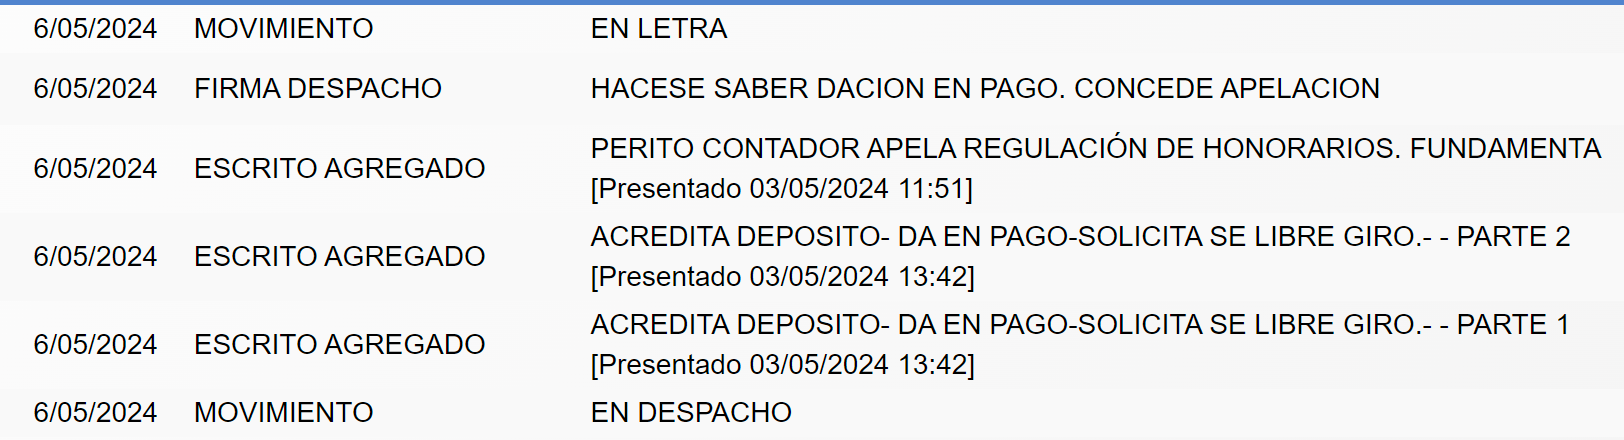 6/05/2024 MOVIMIENTO EN LETRA
6/05/2024 FIRMA DESPACHO HACESE SABER DACION EN PAGO. CONCEDE APELACION
6/05/2024 ESCRITO AGREGADO PERITO CONTADOR APELA REGULACIÓN DE HONORARIOS. FUNDAMENTA
[Presentado 03/05/2024 11:51]
6/05/2024 ESCRITO AGREGADO ACREDITA DEPOSITO- DA EN PAGO-SOLICITA SE LIBRE GIRO.- - PARTE 2
[Presentado 03/05/2024 13:42]
6/05/2024 ESCRITO AGREGADO ACREDITA DEPOSITO- DA EN PAGO-SOLICITA SE LIBRE GIRO.- - PARTE 1
[Presentado 03/05/2024 13:42]
6/05/2024 MOVIMIENTO EN DESPACHO